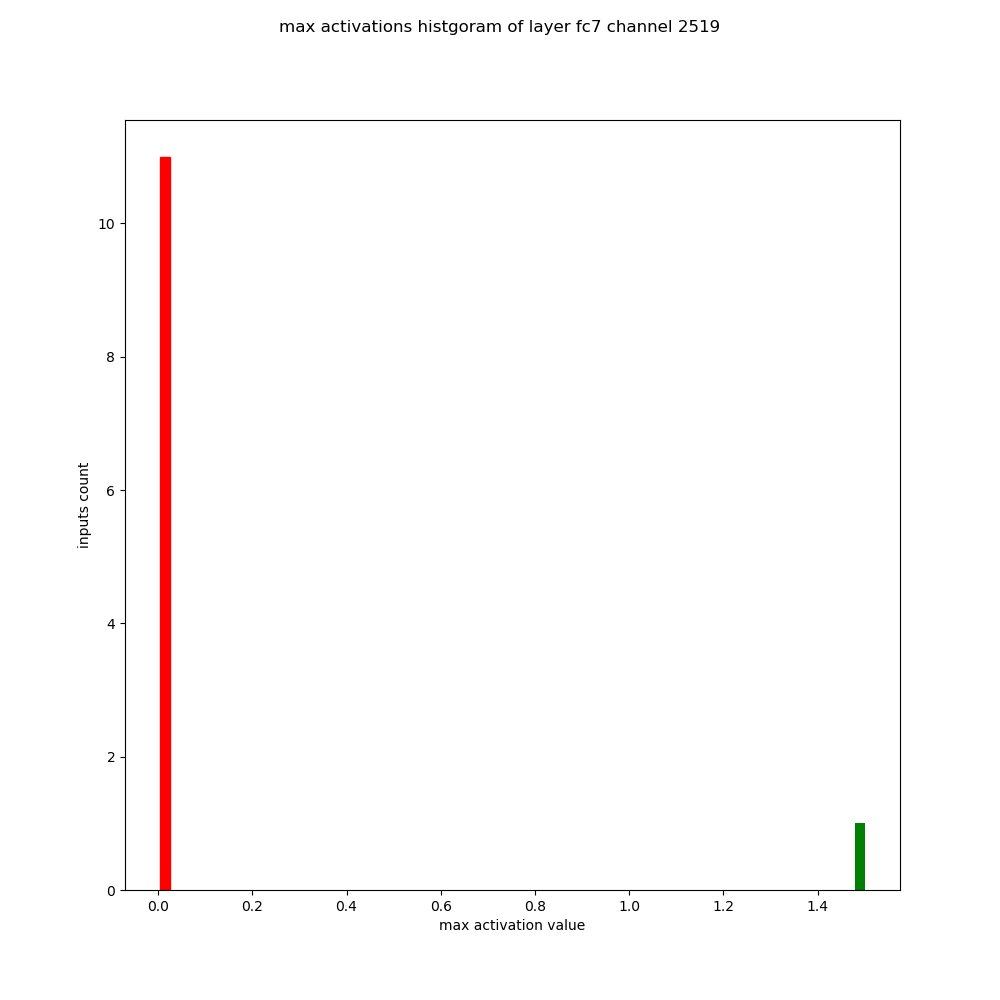 max activations histgoram of layer fc7 channel 2519
10
8
6
4
2
0
inputs count
0.0 0.2 0.4 0.6 0.8 1.0 1.2 1.4
max activation value